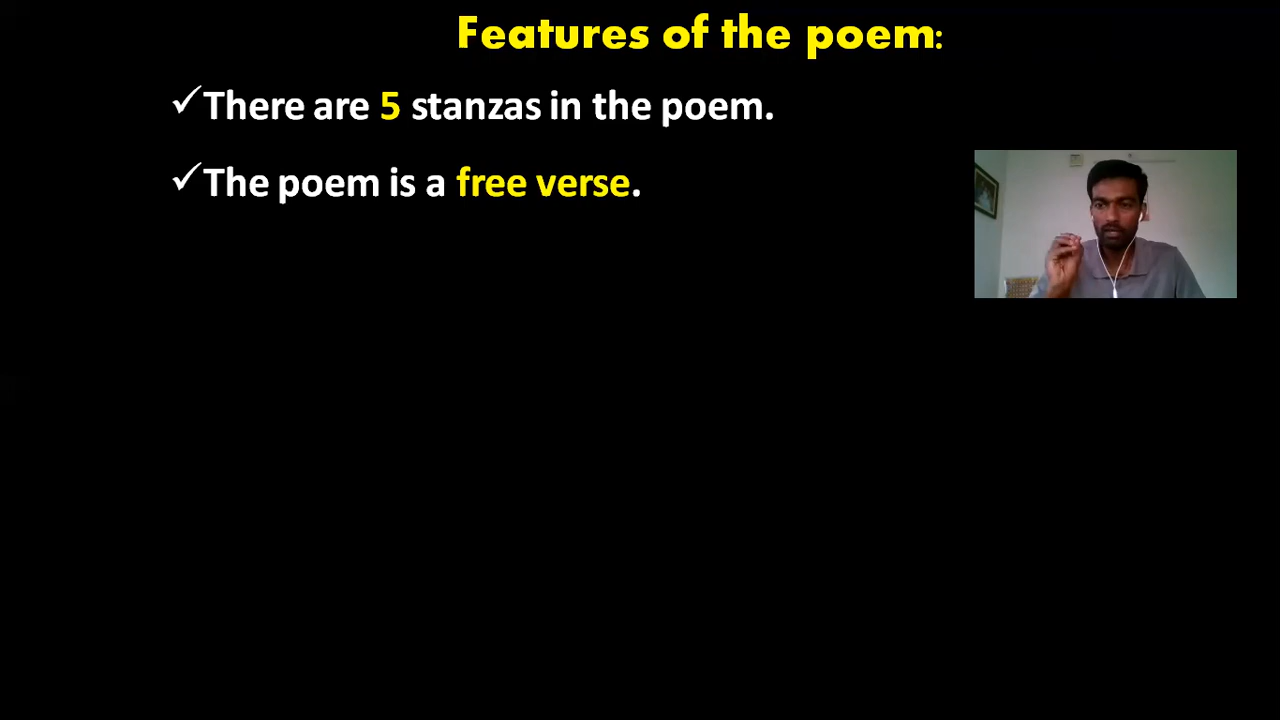 Features of the poem:
✓There are 5 stanzas in the poem.
✓The poem is a free verse.